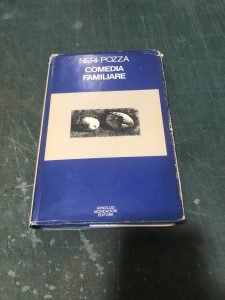 NERI POZZA
COMEDIA
FAMILIARE
ARNOLDO
MONDADORI
EDITORE